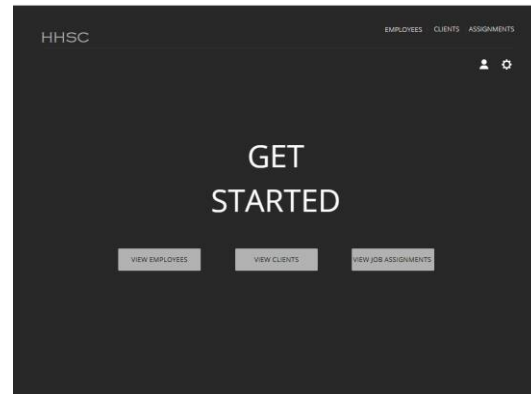 HHSC
EMPLOYEES CLIENTS ASSIGNMENTS
GET
STARTED
VIEW EMPLOYEES VIEW CLIENTS VIEW JOB ASSIGNMENTS